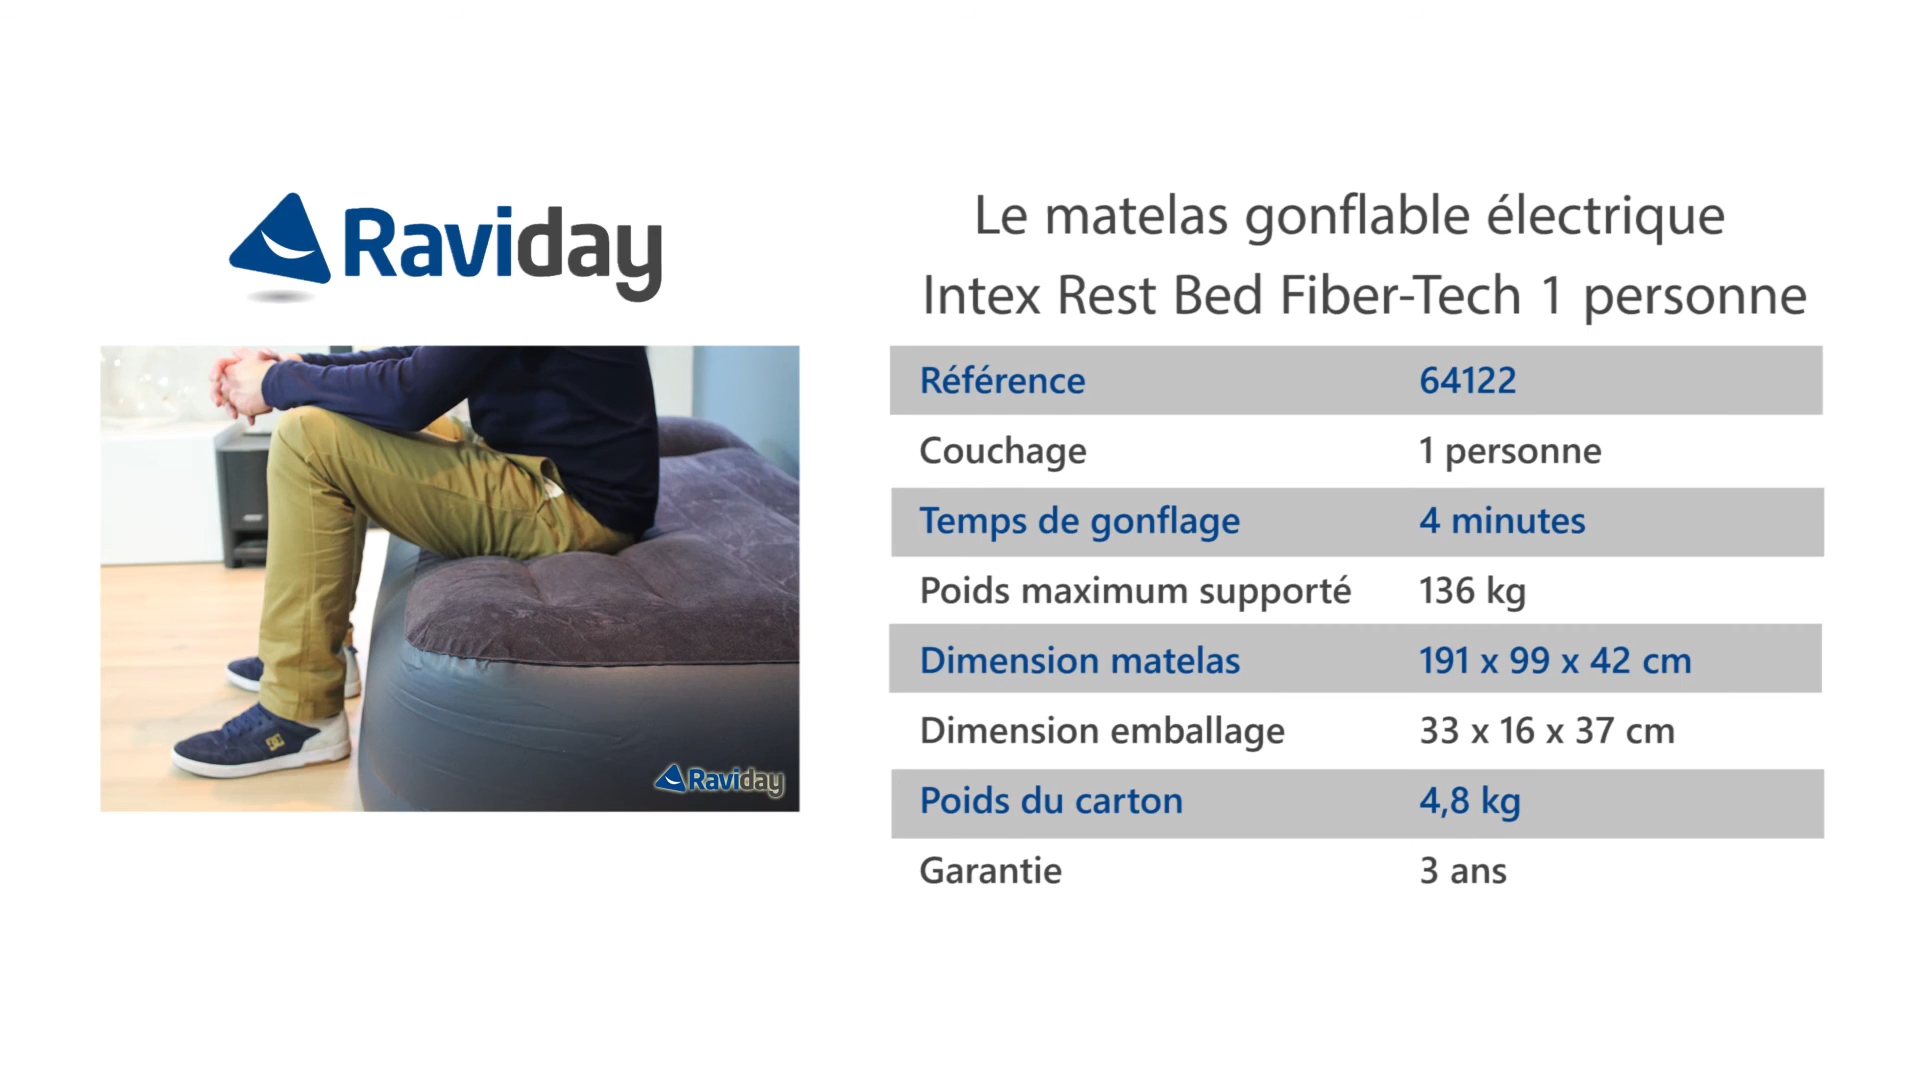 Raviday
Le matelas gonflable électrique
Intex Rest Bed Fiber-Tech 1 personne
Référence 64122
Couchage 1 personne
Temps de gonflage 4 minutes
Poids maximum supporté 136 kg
Dimension matelas 191 x 99 x 42 cm
Dimension emballage 33 x 16 x 37 cm
Poids du carton 4,8 kg
Garantie 3 ans
DC
Raviday